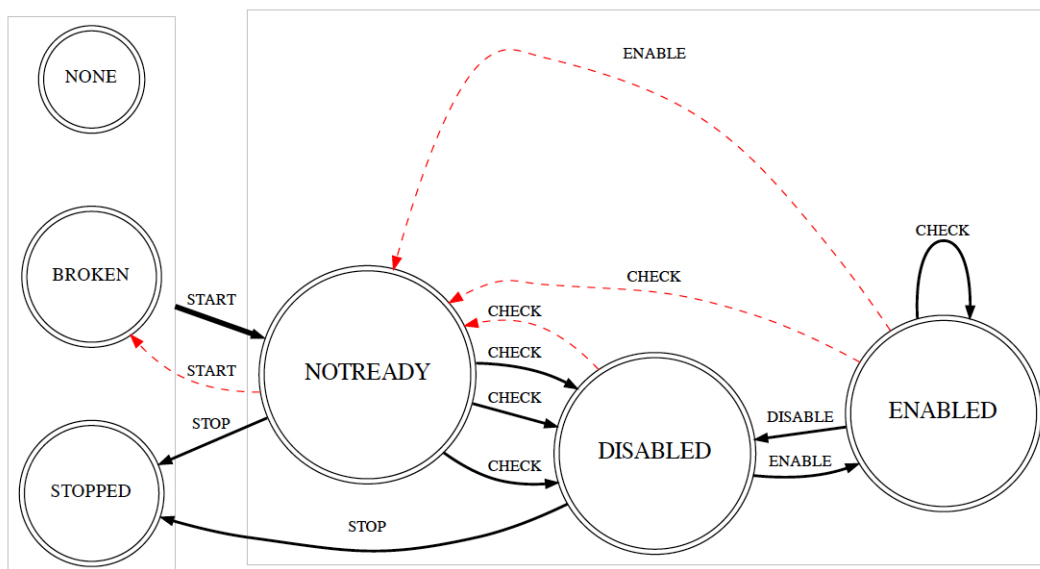 NONE
ENABLE
CHECK
BROKEN
CHECK
START
CHECK
START
NOTREADY
CHECK
CHECK
STOP
DISABLE
ENABLED
DISABLED
ENABLE
CHECK
STOPPED
STOP